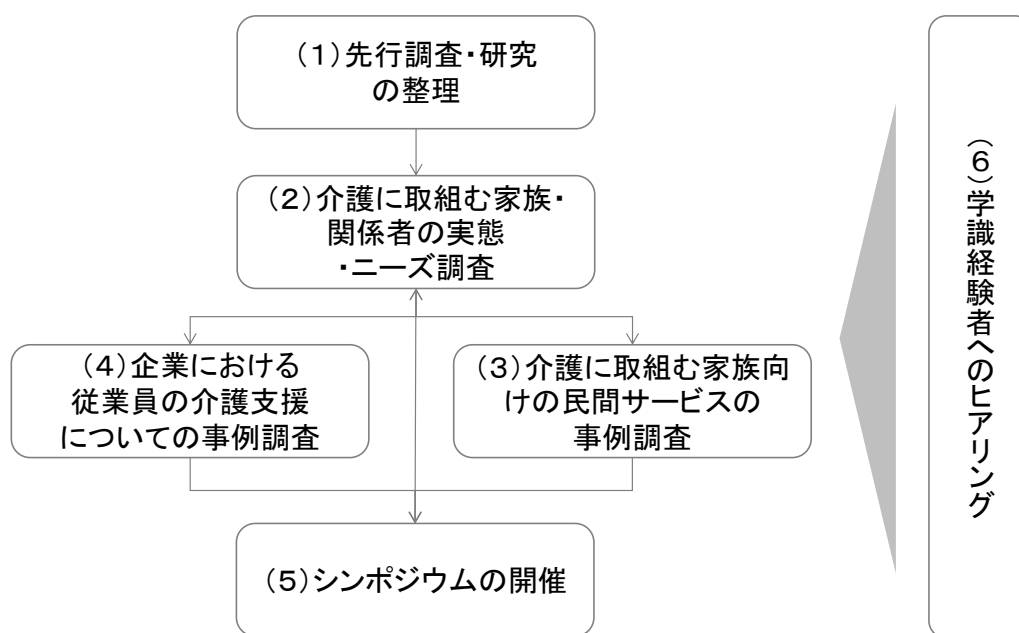 (1)先行調査・研究
の整理
(2)介護に取組む家族・
関係者の実態
・ニーズ調査
(4)企業における
従業員の介護支援
についての事例調査
(3)介護に取組む家族向
けの民間サービスの
事例調査
(5)シンポジウムの開催
(6)学識経験者へのヒアリング